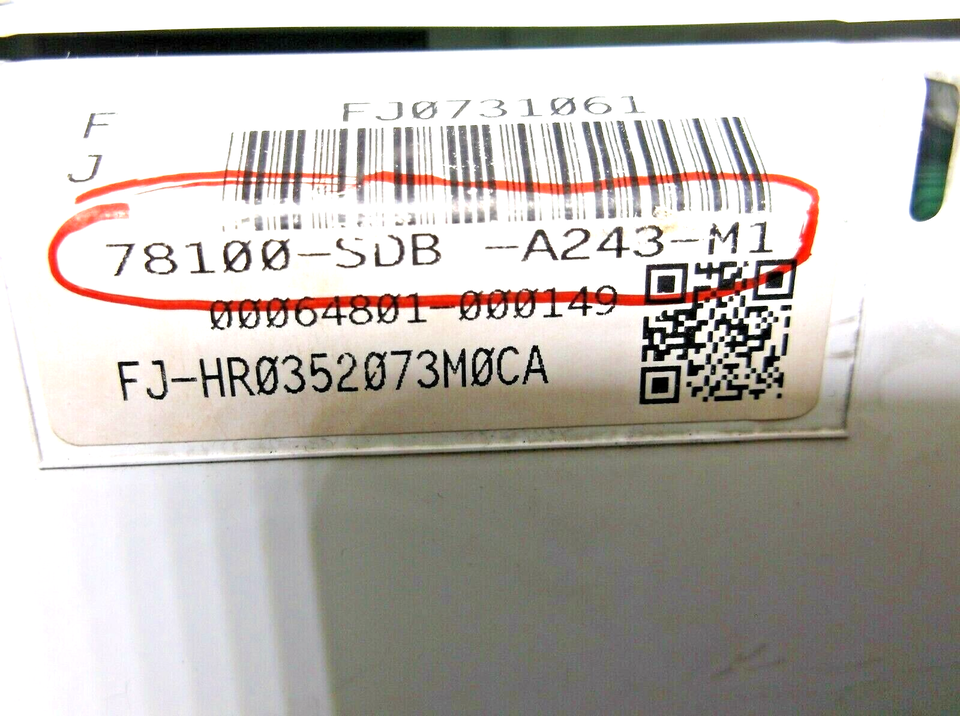 F
J
FJ0731061
78100-SDB -A243-M1
00064801-000149
FJ-HR0352073M0CA